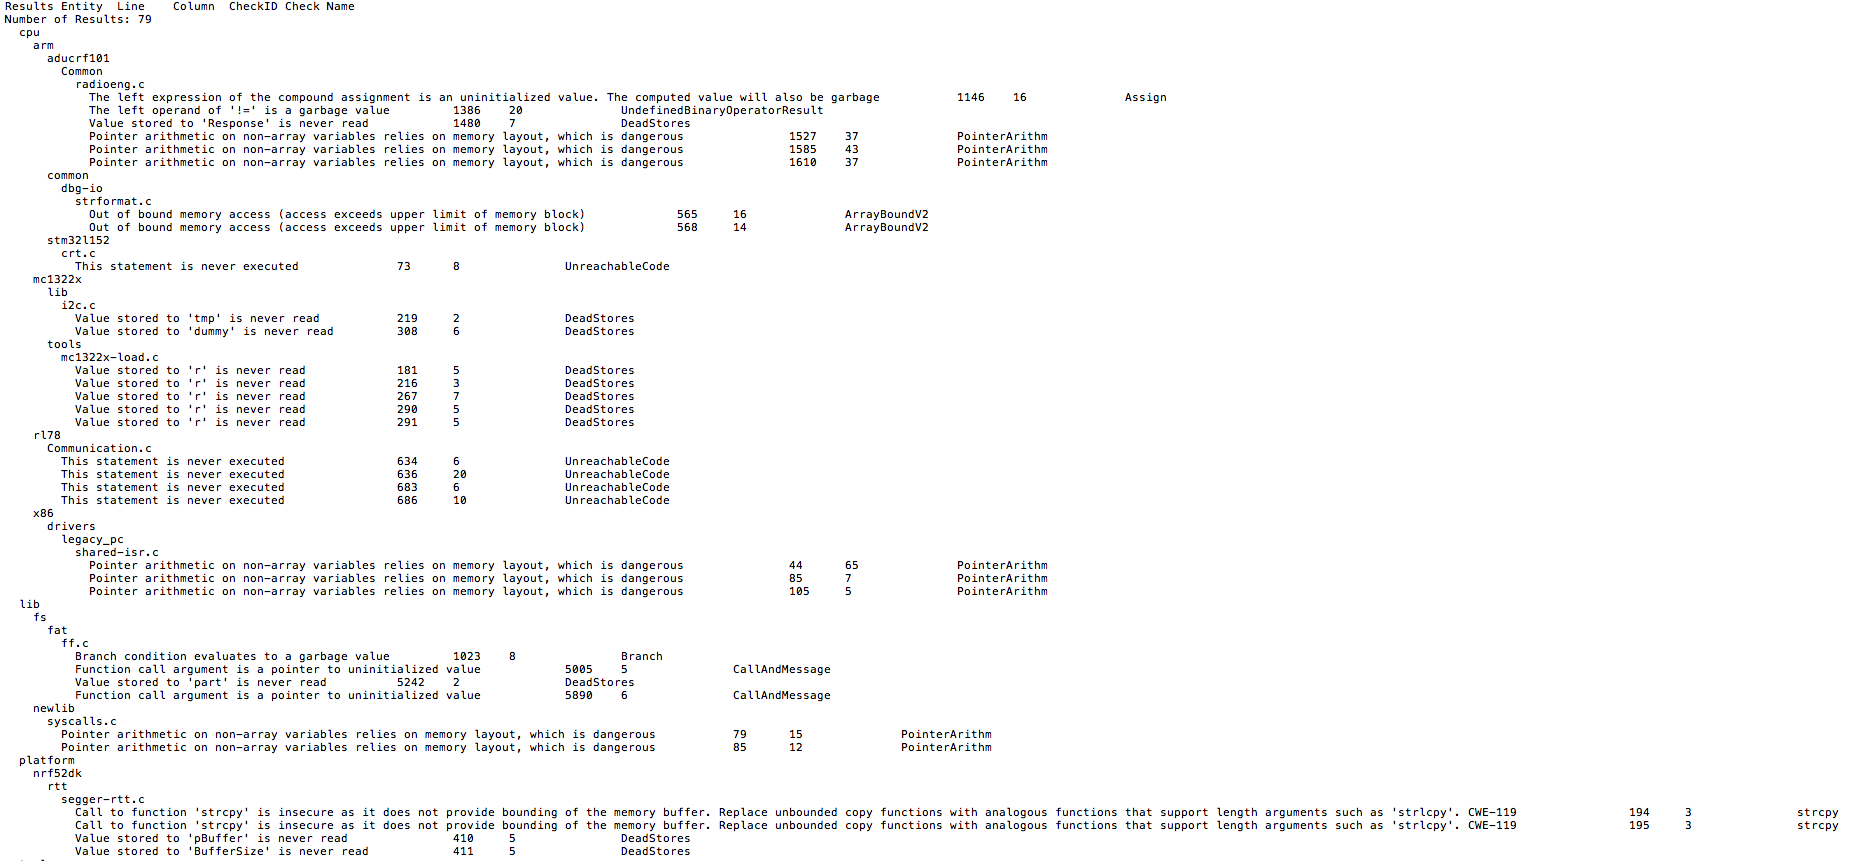 Results Entity  Line    Column  CheckID Check Name
Number of Results: 79
cpu
arm
aducrf101
Common
radioeng.c
The left expression of the compound assignment is an uninitialized value. The computed value will also be garbage 1146 16 Assign
The left operand of '!=' is a garbage value 1386 20 UndefinedBinaryOperatorResult
Value stored to 'Response' is never read 1480 7 DeadStores
Pointer arithmetic on non-array variables relies on memory layout, which is dangerous 1527 37 PointerArithm
Pointer arithmetic on non-array variables relies on memory layout, which is dangerous 1585 43 PointerArithm
Pointer arithmetic on non-array variables relies on memory layout, which is dangerous 1610 37 PointerArithm
common
dbg-io
strformat.c
Out of bound memory access (access exceeds upper limit of memory block) 565 16 ArrayBoundV2
Out of bound memory access (access exceeds upper limit of memory block) 568 14 ArrayBoundV2
stm32l152
crt.c
This statement is never executed 73 8 UnreachableCode
mc1322x
lib
i2c.c
Value stored to 'tmp' is never read 219 2 DeadStores
Value stored to 'dummy' is never read 308 6 DeadStores
tools
mc1322x-load.c
Value stored to 'r' is never read 181 5 DeadStores
Value stored to 'r' is never read 216 3 DeadStores
Value stored to 'r' is never read 267 7 DeadStores
Value stored to 'r' is never read 290 5 DeadStores
Value stored to 'r' is never read 291 5 DeadStores
rl78
Communication.c
This statement is never executed 634 6 UnreachableCode
This statement is never executed 636 20 UnreachableCode
This statement is never executed 683 6 UnreachableCode
This statement is never executed 686 10 UnreachableCode
x86
drivers
legacy_pc
shared-isr.c
Pointer arithmetic on non-array variables relies on memory layout, which is dangerous 44 65 PointerArithm
Pointer arithmetic on non-array variables relies on memory layout, which is dangerous 85 7 PointerArithm
Pointer arithmetic on non-array variables relies on memory layout, which is dangerous 105 5 PointerArithm
lib
fs
fat
ff.c
Branch condition evaluates to a garbage value 1023 8 Branch
Function call argument is a pointer to uninitialized value 5005 5 CallAndMessage
Value stored to 'part' is never read 5242 2 DeadStores
Function call argument is a pointer to uninitialized value 5890 6 CallAndMessage
newlib
syscalls.c
Pointer arithmetic on non-array variables relies on memory layout, which is dangerous 79 15 PointerArithm
Pointer arithmetic on non-array variables relies on memory layout, which is dangerous 85 12 PointerArithm
platform
nrf52dk
rtt
segger-rtt.c
Call to function 'strcpy' is insecure as it does not provide bounding of the memory buffer. Replace unbounded copy functions with analogous functions that support length arguments such as 'strlcpy'. CWE-119 194 3 strcpy
Call to function 'strcpy' is insecure as it does not provide bounding of the memory buffer. Replace unbounded copy functions with analogous functions that support length arguments such as 'strlcpy'. CWE-119 195 3 strcpy
Value stored to 'pBuffer' is never read 410 5 DeadStores
Value stored to 'BufferSize' is never read 411 5 DeadStores